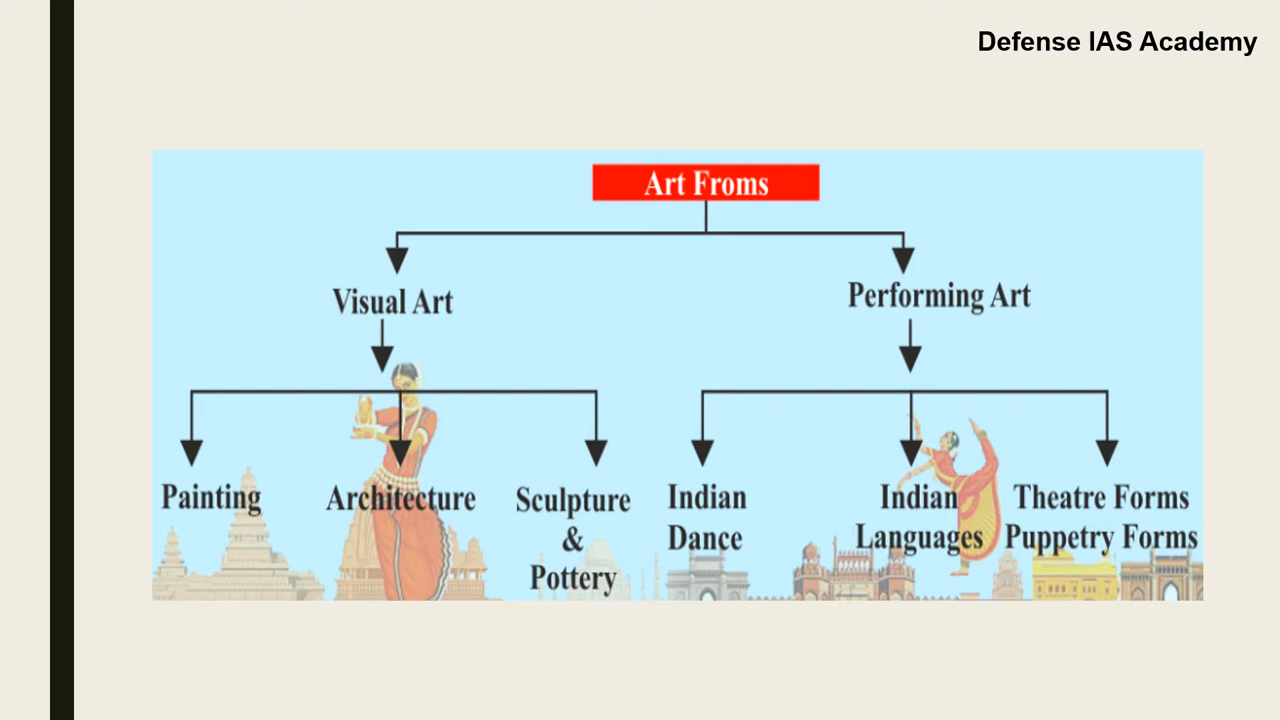 Defense IAS Academy
Art Froms
Visual Art
Performing Art
Painting
Architecture
Sculpture
&
Pottery
Indian
Dance
Indian
Languages
Theatre Forms
Puppetry Forms